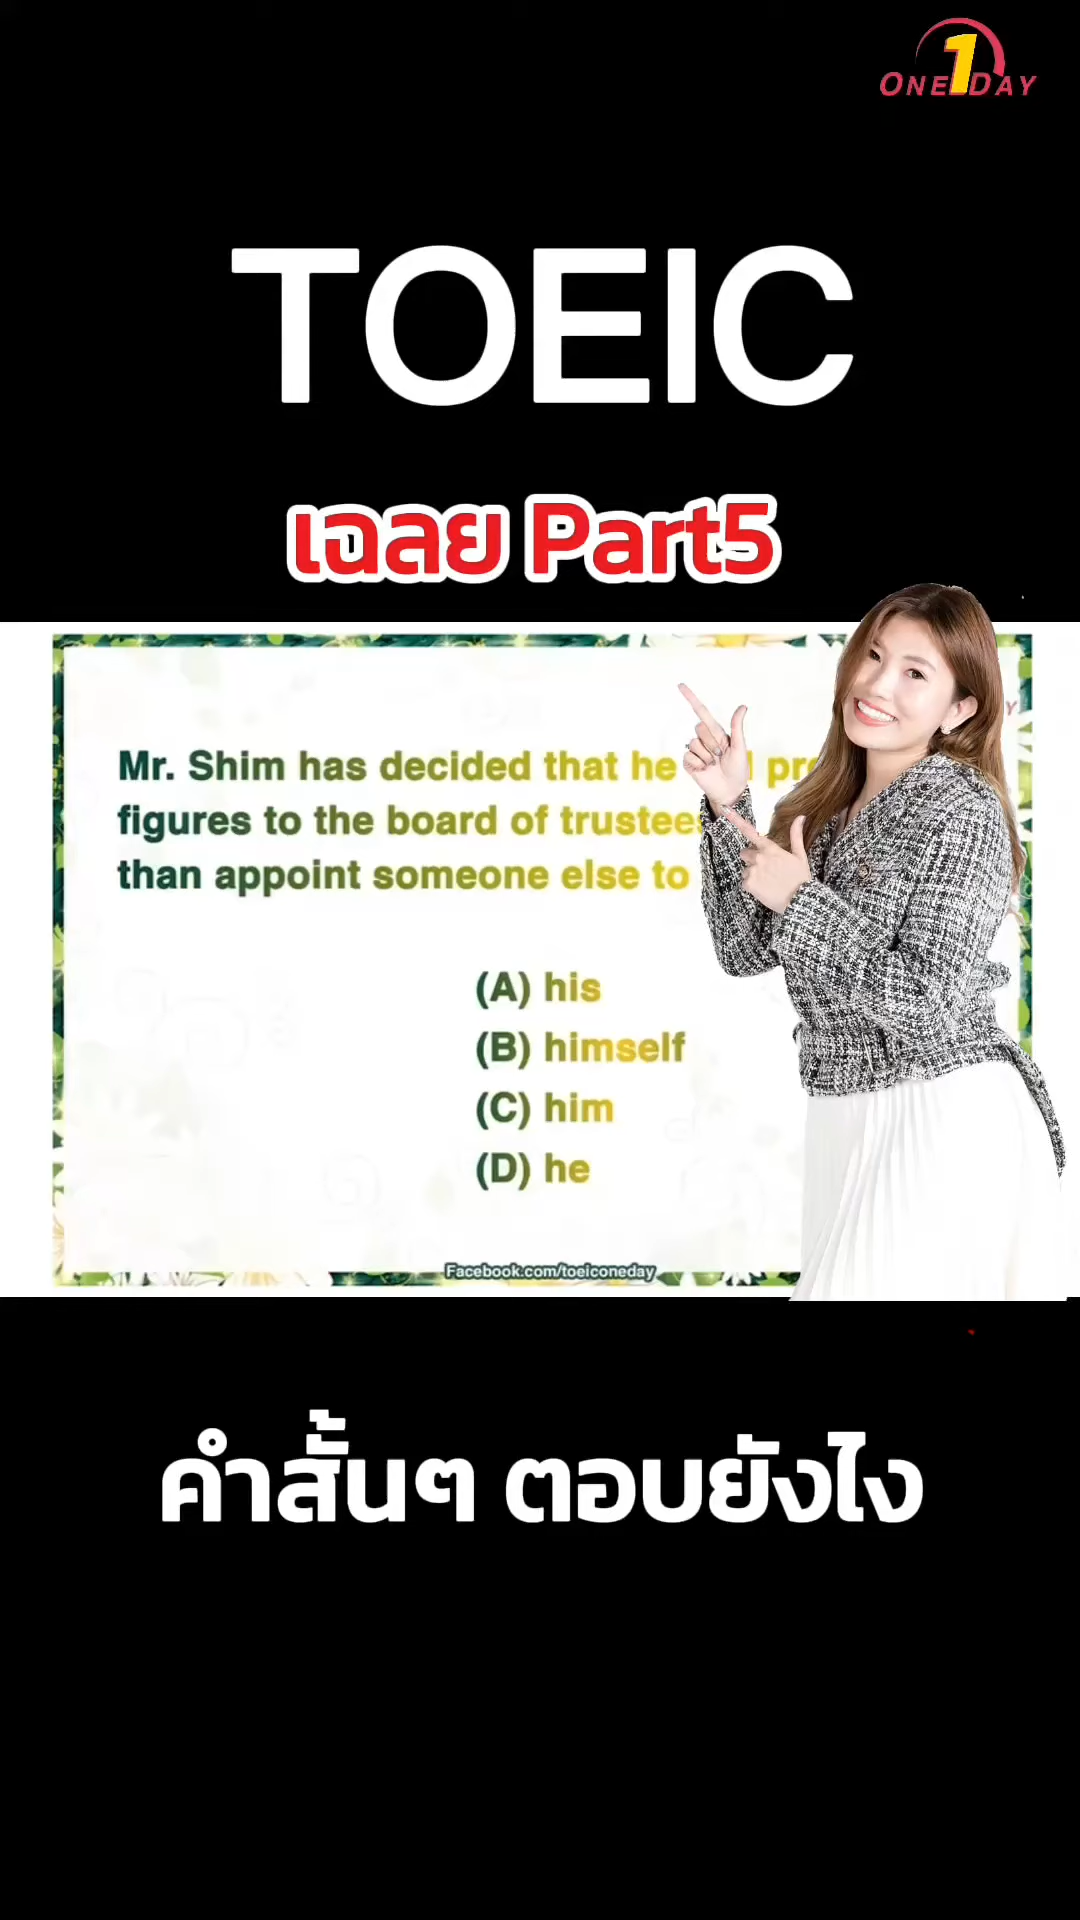 ONE 1 DAY
TOEIC
เฉลย Part5
Mr. Shim has decided that he
figures to the board of trustees
than appoint someone else to
(A) his
(B) himself
(C) him
(D) he
Facebook.com/toeiconeday
คำสั้นๆ ตอบยังไง